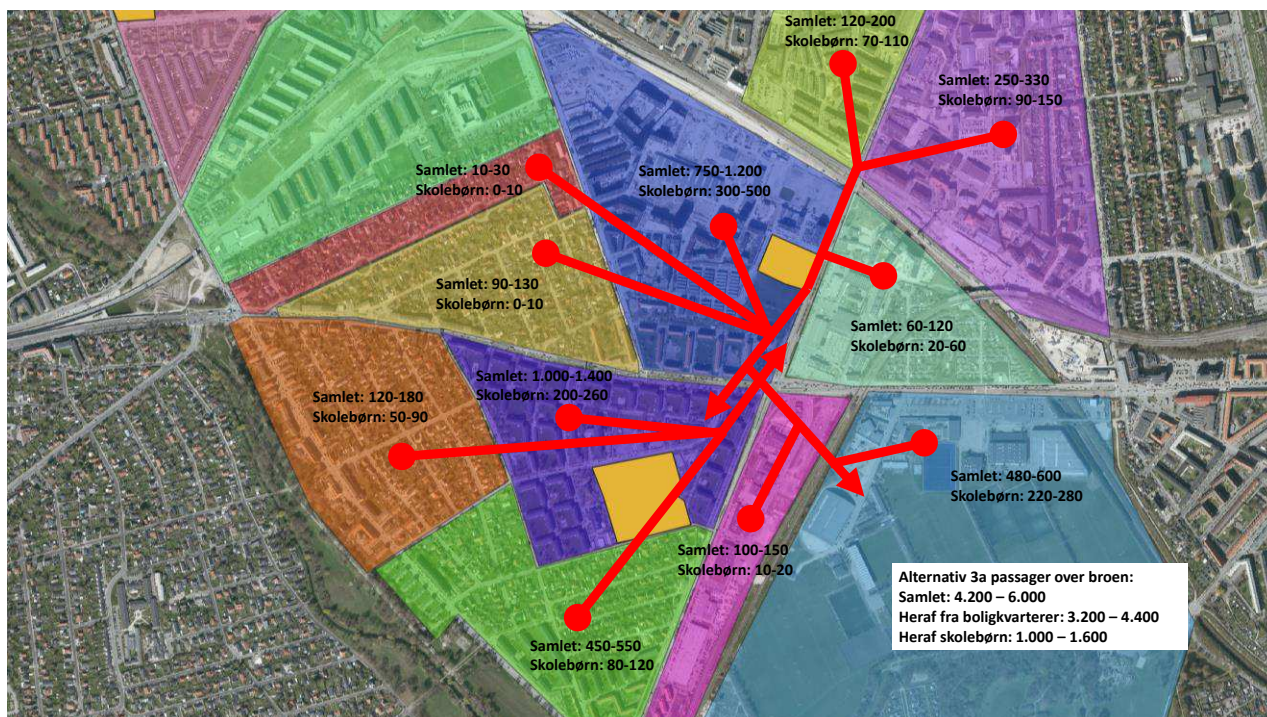 Samlet: 120-200
Skolebørn: 70-110
Samlet: 250-330
Skolebørn: 90-150
Samlet: 10-30
Skolebørn: 0-10
Samlet: 750-1.200
Skolebørn: 300-500
Samlet: 90-130
Skolebørn: 0-10
Samlet: 60-120
Skolebørn: 20-60
Samlet: 120-180
Skolebørn: 50-90
Samlet: 1.000-1.400
Skolebørn: 200-260
Samlet: 480-600
Skolebørn: 220-280
Samlet: 100-150
Skolebørn: 10-20
Samlet: 450-550
Skolebørn: 80-120
Alternativ 3a passager over broen:
Samlet: 4.200 – 6.000
Heraf fra boligkvarterer: 3.200 – 4.400
Heraf skolebørn: 1.000 – 1.600